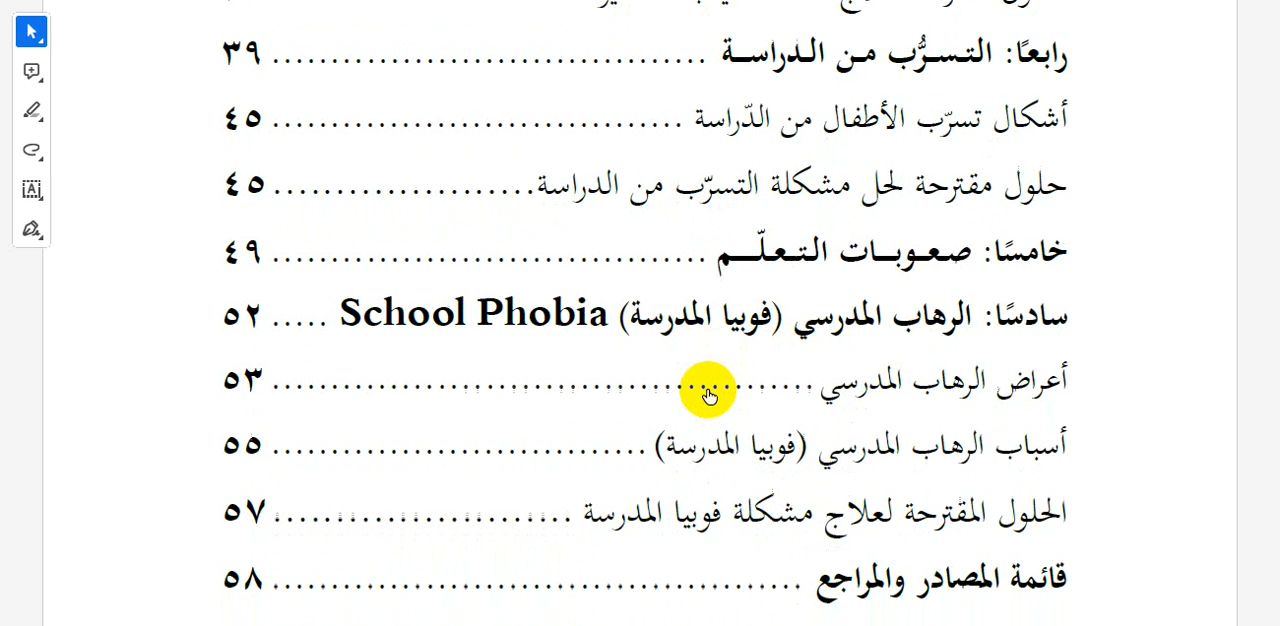 رابعًا: التسرُّب من الدراسة .................................... ٣٩
أشكال تسرّب الأطفال من الدّراسة .................................. ٤٥
حلول مقترحة لحل مشكلة التسرّب من الدراسة...................... ٤٥
خامسًا: صعوبات التعلّم .................................... ٤٩
سادسًا: الرهاب المدرسي (فوبيا المدرسة) School Phobia ..... ٥٢
أعراض الرهاب المدرسي ............................................. ٥٣
أسباب الرهاب المدرسي (فوبيا المدرسة) ............................... ٥٥
الحلول المقترحة لعلاج مشكلة فوبيا المدرسة ......................... ٥٧
قائمة المصادر والمراجع ............................................ ٥٨